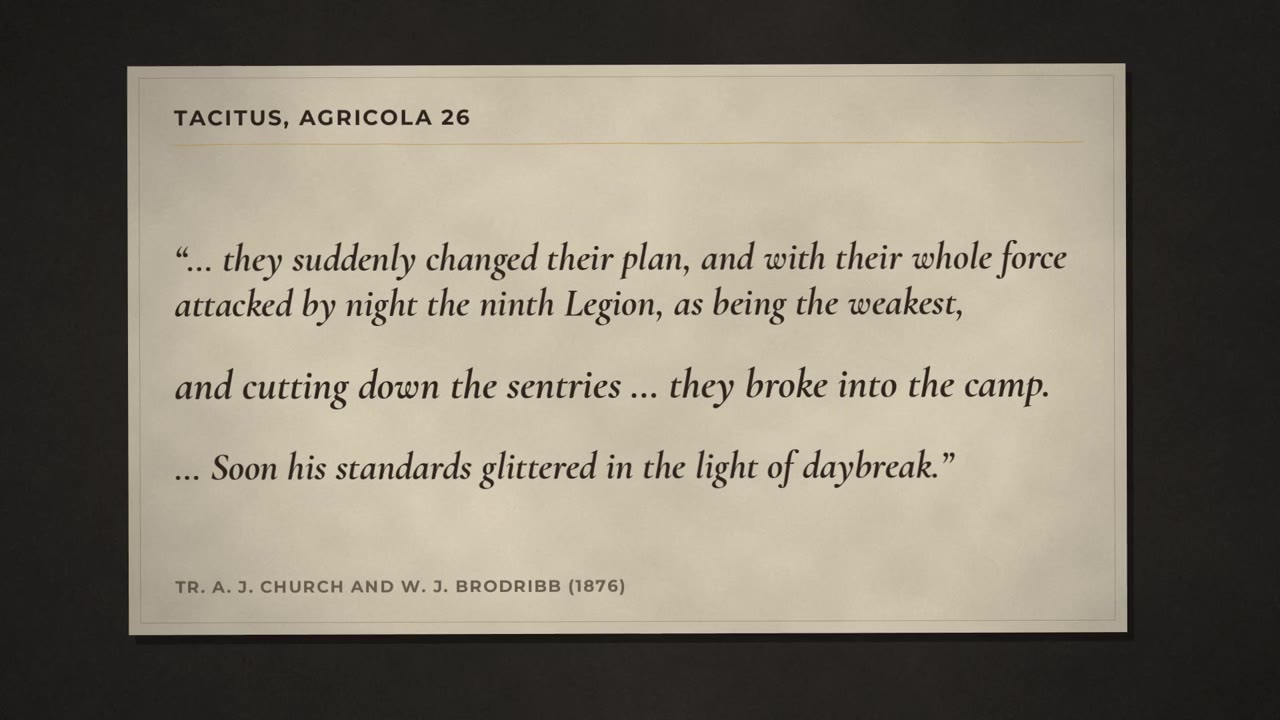 TACITUS, AGRICOLA 26
“... they suddenly changed their plan, and with their whole force
attacked by night the ninth Legion, as being the weakest,
and cutting down the sentries ... they broke into the camp.
... Soon his standards glittered in the light of daybreak.”
TR. A. J. CHURCH AND W. J. BRODRIBB (1876)